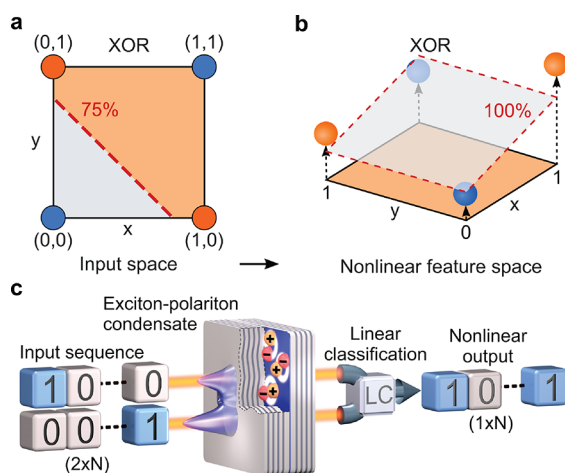 a
(0,1) XOR (1,1)
75%
y
(0,0) x (1,0)
Input space
b
XOR
100%
1 1
y x
0
Nonlinear feature space
c
Exciton-polariton
condensate
Input sequence
1 0 0
0 0 1
(2xN)
+ + + +
- - -
Linear
classification
LC
Nonlinear
output
1 0 1
(1xN)